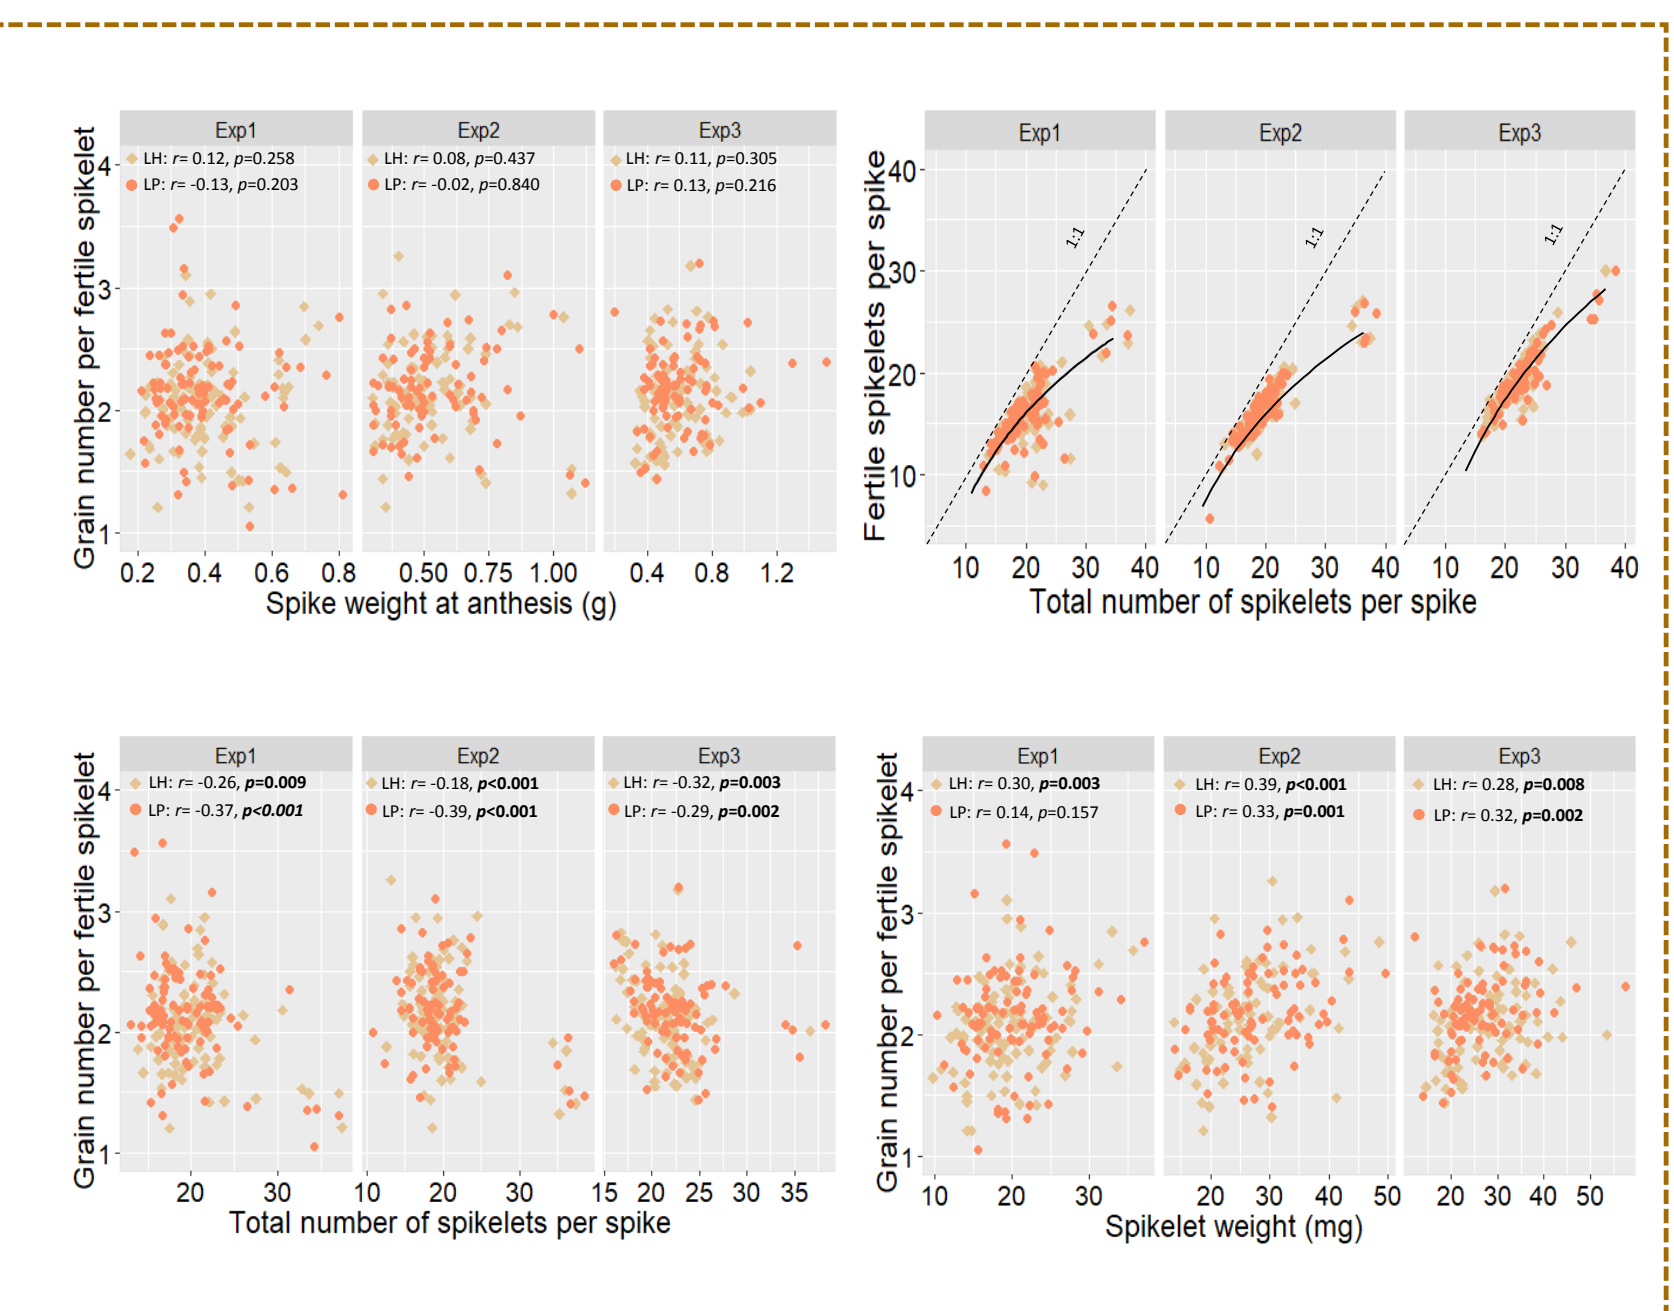 Exp1
Exp2
Exp3
LH: r= 0.12, p=0.258
LP: r= -0.13, p=0.203
LH: r= 0.08, p=0.437
LP: r= -0.02, p=0.840
LH: r= 0.11, p=0.305
LP: r= 0.13, p=0.216
Grain number per fertile spikelet
4
3
2
1
0.2 0.4 0.6 0.8
0.50 0.75 1.00
0.4 0.8 1.2
Spike weight at anthesis (g)
Exp1
Exp2
Exp3
1:1
1:1
1:1
Fertile spikelets per spike
40
30
20
10
10 20 30 40
10 20 30 40
10 20 30 40
Total number of spikelets per spike
Exp1
Exp2
Exp3
LH: r= -0.26, p=0.009
LP: r= -0.37, p<0.001
LH: r= -0.18, p<0.001
LP: r= -0.39, p<0.001
LH: r= -0.32, p=0.003
LP: r= -0.29, p=0.002
Grain number per fertile spikelet
4
3
2
1
20 30
10 20 30
15 20 25 30 35
Total number of spikelets per spike
Exp1
Exp2
Exp3
LH: r= 0.30, p=0.003
LP: r= 0.14, p=0.157
LH: r= 0.39, p<0.001
LP: r= 0.33, p=0.001
LH: r= 0.28, p=0.008
LP: r= 0.32, p=0.002
Grain number per fertile spikelet
4
3
2
1
10 20 30
20 30 40 50
20 30 40 50
Spikelet weight (mg)